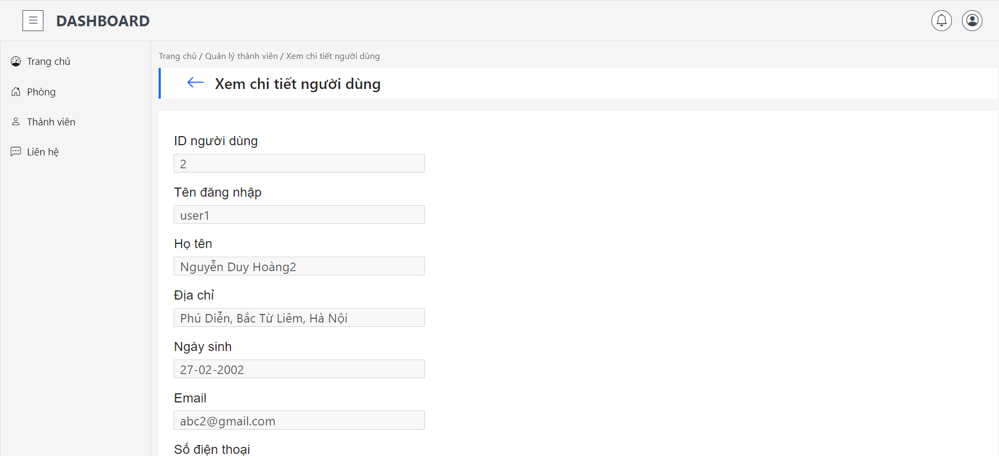 DASHBOARD
Trang chủ
Phòng
Thành viên
Liên hệ
Trang chủ / Quản lý thành viên / Xem chi tiết người dùng
Xem chi tiết người dùng
ID người dùng
2
Tên đăng nhập
user1
Họ tên
Nguyễn Duy Hoàng2
Địa chỉ
Phú Diễn, Bắc Từ Liêm, Hà Nội
Ngày sinh
27-02-2002
Email
abc2@gmail.com
Số điện thoại